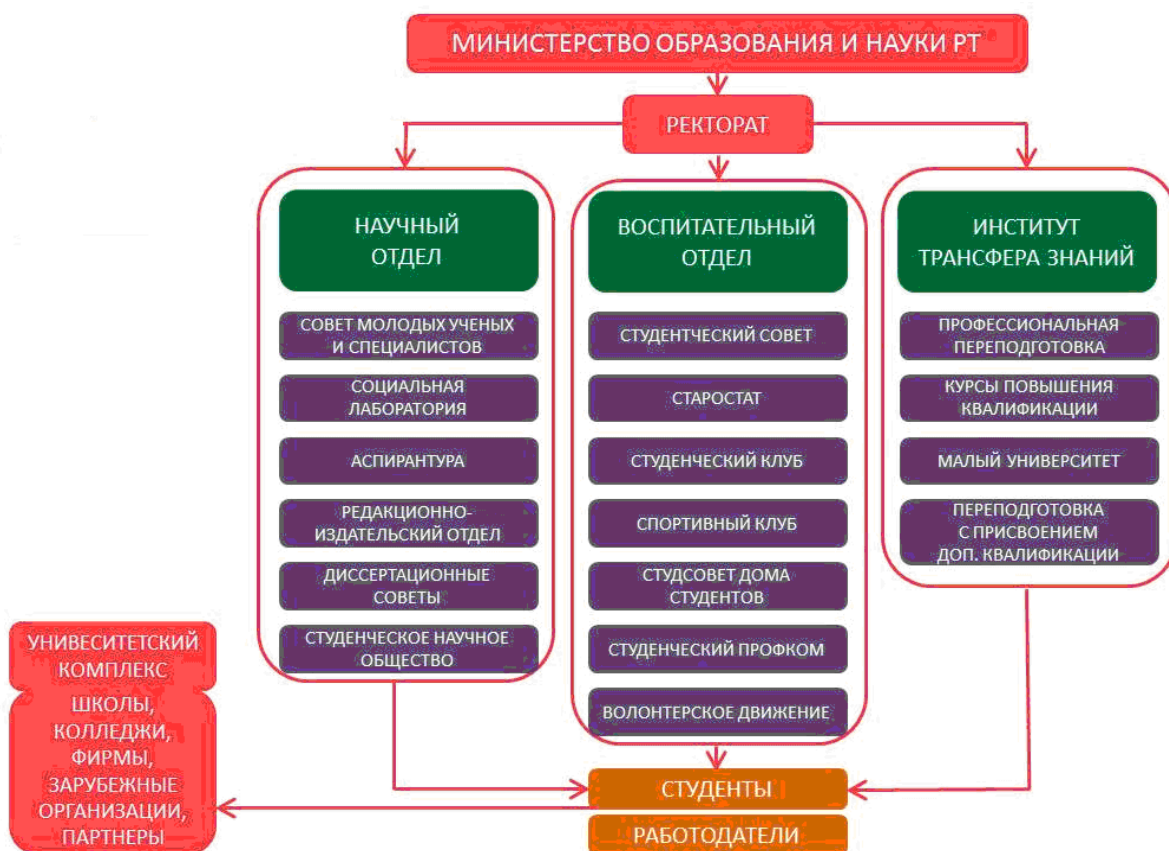 МИНИСТЕРСТВО ОБРАЗОВАНИЯ И НАУКИ РТ
РЕКТОРАТ
НАУЧНЫЙ
ОТДЕЛ
СОВЕТ МОЛОДЫХ УЧЕНЫХ
И СПЕЦИАЛИСТОВ
СОЦИАЛЬНАЯ
ЛАБОРАТОРИЯ
АСПИРАНТУРА
РЕДАКЦИОННО-
ИЗДАТЕЛЬСКИЙ ОТДЕЛ
ДИССЕРТАЦИОННЫЕ
СОВЕТЫ
СТУДЕНЧЕСКОЕ НАУЧНОЕ
ОБЩЕСТВО
ВОСПИТАТЕЛЬНЫЙ
ОТДЕЛ
СТУДЕНТЧЕСКИЙ СОВЕТ
СТАРОСТАТ
СТУДЕНЧЕСКИЙ КЛУБ
СПОРТИВНЫЙ КЛУБ
СТУДСОВЕТ ДОМА
СТУДЕНТОВ
СТУДЕНЧЕСКИЙ ПРОФКОМ
ВОЛОНТЕРСКОЕ ДВИЖЕНИЕ
ИНСТИТУТ
ТРАНСФЕРА ЗНАНИЙ
ПРОФЕССИОНАЛЬНАЯ
ПЕРЕПОДГОТОВКА
КУРСЫ ПОВЫШЕНИЯ
КВАЛИФИКАЦИИ
МАЛЫЙ УНИВЕРСИТЕТ
ПЕРЕПОДГОТОВКА
С ПРИСВОЕНИЕМ
ДОП. КВАЛИФИКАЦИИ
УНИВЕСИТЕТСКИЙ
КОМПЛЕКС
ШКОЛЫ,
КОЛЛЕДЖИ,
ФИРМЫ,
ЗАРУБЕЖНЫЕ
ОРГАНИЗАЦИИ,
ПАРТНЕРЫ
СТУДЕНТЫ
РАБОТОДАТЕЛИ